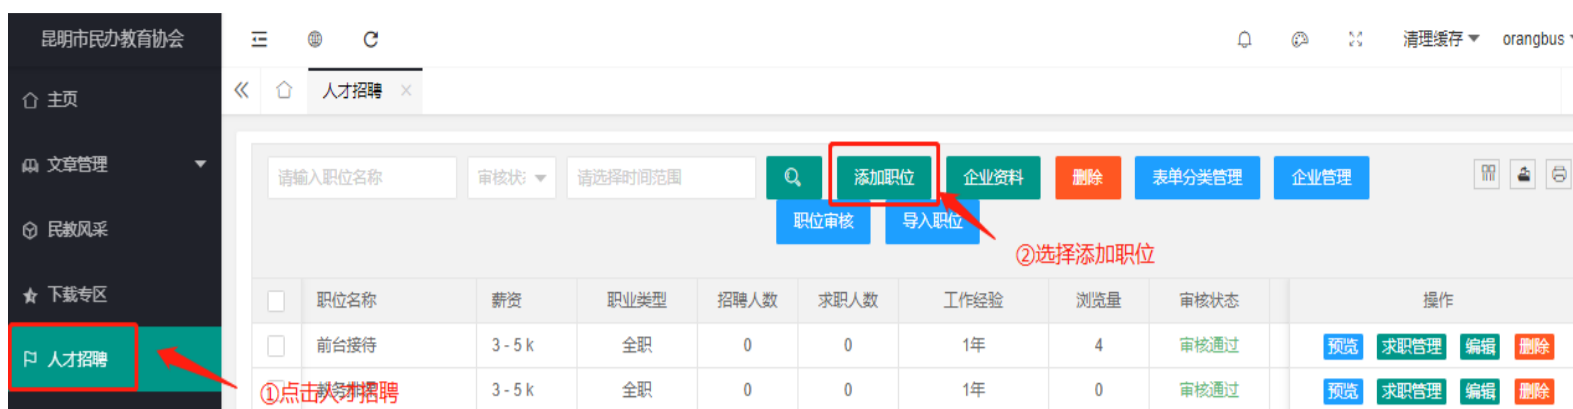 昆明市民办教育协会
清理缓存 orangbus
主页
人才招聘
文章管理
请输入职位名称 审核状态 请选择时间范围 添加职位 企业资料 删除 表单分类管理 企业管理
民教风采
职位审核 导入职位
②选择添加职位
下载专区
职位名称 薪资 职业类型 招聘人数 求职人数 工作经验 浏览量 审核状态 操作
人才招聘
前台接待 3-5k 全职 0 0 1年 4 审核通过 预览 求职管理 编辑 删除
①点击人才招聘
3-5k 全职 0 0 1年 0 审核通过 预览 求职管理 编辑 删除